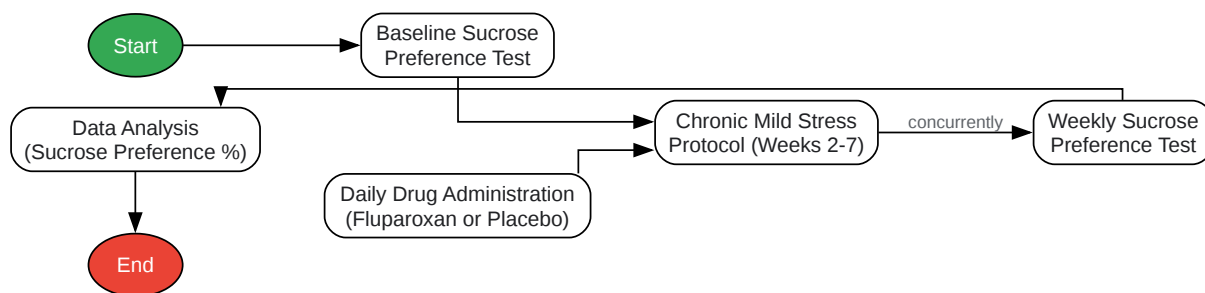 Start
Baseline Sucrose
Preference Test
Data Analysis
(Sucrose Preference %)
Chronic Mild Stress
Protocol (Weeks 2-7)
concurrently
Weekly Sucrose
Preference Test
Daily Drug Administration
(Fluparoxan or Placebo)
End